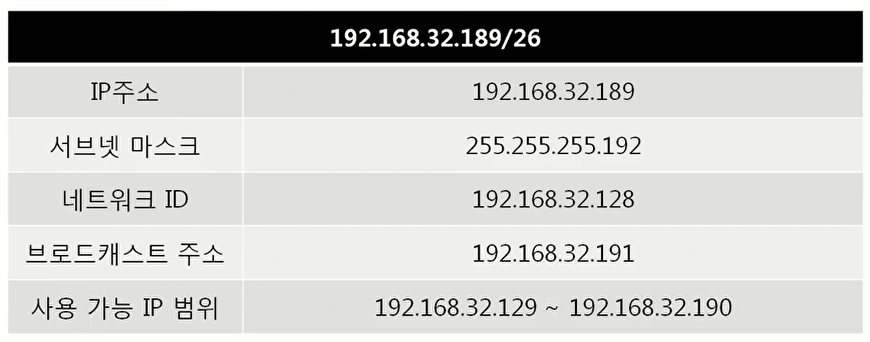 192.168.32.189/26
IP주소 192.168.32.189
서브넷 마스크 255.255.255.192
네트워크 ID 192.168.32.128
브로드캐스트 주소 192.168.32.191
사용 가능 IP 범위 192.168.32.129 ~ 192.168.32.190